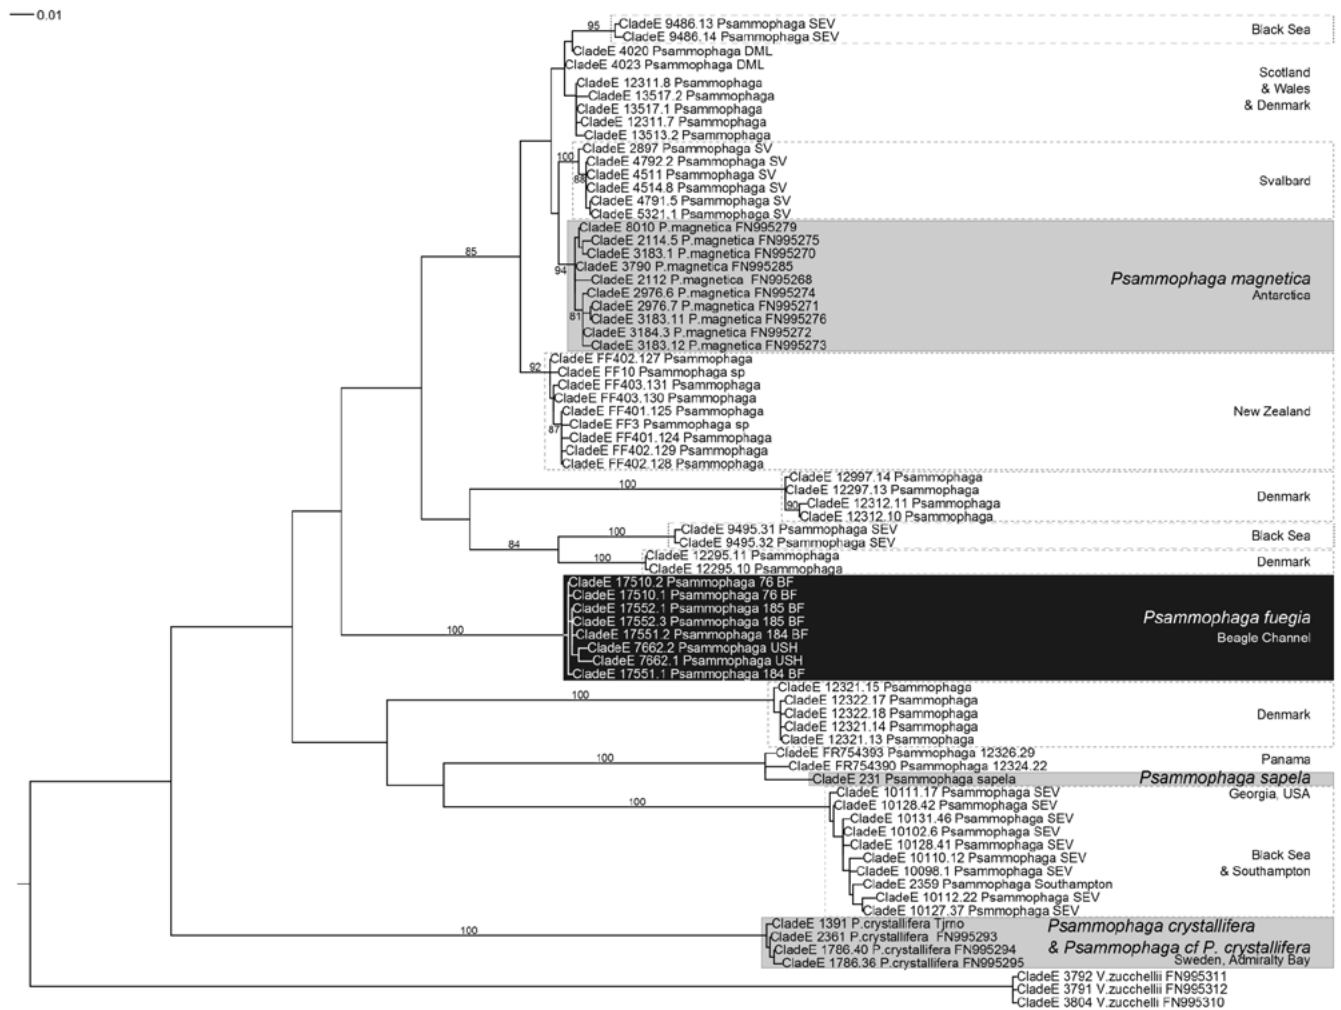 0.01
95
CladeE 9486.13 Psammophaga SEV
CladeE 9486.14 Psammophaga SEV
Black Sea
CladeE 4020 Psammophaga DML
CladeE 4023 Psammophaga DML
CladeE 12311.8 Psammophaga
CladeE 13517.2 Psammophaga
CladeE 13517.1 Psammophaga
CladeE 12311.7 Psammophaga
CladeE 13513.2 Psammophaga
Scotland
& Wales
& Denmark
100
CladeE 2897 Psammophaga SV
CladeE 4792.2 Psammophaga SV
CladeE 4511 Psammophaga SV
88
CladeE 4514.8 Psammophaga SV
CladeE 4791.5 Psammophaga SV
CladeE 5321.1 Psammophaga SV
Svalbard
85
94
CladeE 8010 P.magnetica FN995279
CladeE 2114.5 P.magnetica FN995275
CladeE 3183.1 P.magnetica FN995270
CladeE 3790 P.magnetica FN995285
CladeE 2112 P.magnetica FN995268
CladeE 2976.6 P.magnetica FN995274
CladeE 2976.7 P.magnetica FN995271
81
CladeE 3183.11 P.magnetica FN995276
CladeE 3184.3 P.magnetica FN995272
CladeE 3183.12 P.magnetica FN995273
Psammophaga magnetica
Antarctica
92
CladeE FF402.127 Psammophaga
CladeE FF10 Psammophaga sp
CladeE FF403.131 Psammophaga
CladeE FF403.130 Psammophaga
CladeE FF401.125 Psammophaga
87
CladeE FF3 Psammophaga sp
CladeE FF401.124 Psammophaga
CladeE FF402.129 Psammophaga
CladeE FF402.128 Psammophaga
New Zealand
100
CladeE 12997.14 Psammophaga
CladeE 12297.13 Psammophaga
90
CladeE 12312.11 Psammophaga
CladeE 12312.10 Psammophaga
Denmark
84
100
CladeE 9495.31 Psammophaga SEV
CladeE 9495.32 Psammophaga SEV
Black Sea
100
CladeE 12295.11 Psammophaga
CladeE 12295.10 Psammophaga
Denmark
100
CladeE 17510.2 Psammophaga 76 BF
CladeE 17510.1 Psammophaga 76 BF
CladeE 17552.1 Psammophaga 185 BF
CladeE 17552.3 Psammophaga 185 BF
CladeE 17551.2 Psammophaga 184 BF
CladeE 7662.2 Psammophaga USH
CladeE 7662.1 Psammophaga USH
CladeE 17551.1 Psammophaga 184 BF
Psammophaga fuegia
Beagle Channel
100
CladeE 12321.15 Psammophaga
CladeE 12322.17 Psammophaga
CladeE 12322.18 Psammophaga
CladeE 12321.14 Psammophaga
CladeE 12321.13 Psammophaga
Denmark
100
CladeE FR754393 Psammophaga 12326.29
CladeE FR754390 Psammophaga 12324.22
Panama
CladeE 231 Psammophaga sapela
Psammophaga sapela
Georgia, USA
100
CladeE 10111.17 Psammophaga SEV
CladeE 10128.42 Psammophaga SEV
CladeE 10131.46 Psammophaga SEV
CladeE 10102.6 Psammophaga SEV
CladeE 10128.41 Psammophaga SEV
CladeE 10110.12 Psammophaga SEV
CladeE 10098.1 Psammophaga SEV
CladeE 2359 Psammophaga Southampton
CladeE 10112.22 Psammophaga SEV
CladeE 10127.37 Psmmophaga SEV
Black Sea
& Southampton
100
CladeE 1391 P.crystallifera Tjrno
CladeE 2361 P.crystallifera FN995293
CladeE 1786.40 P.crystallifera FN995294
CladeE 1786.36 P.crystallifera FN995295
Psammophaga crystallifera
& Psammophaga cf P. crystallifera
Sweden, Admiralty Bay
CladeE 3792 V.zucchellii FN995311
CladeE 3791 V.zucchellii FN995312
CladeE 3804 V.zucchelli FN995310